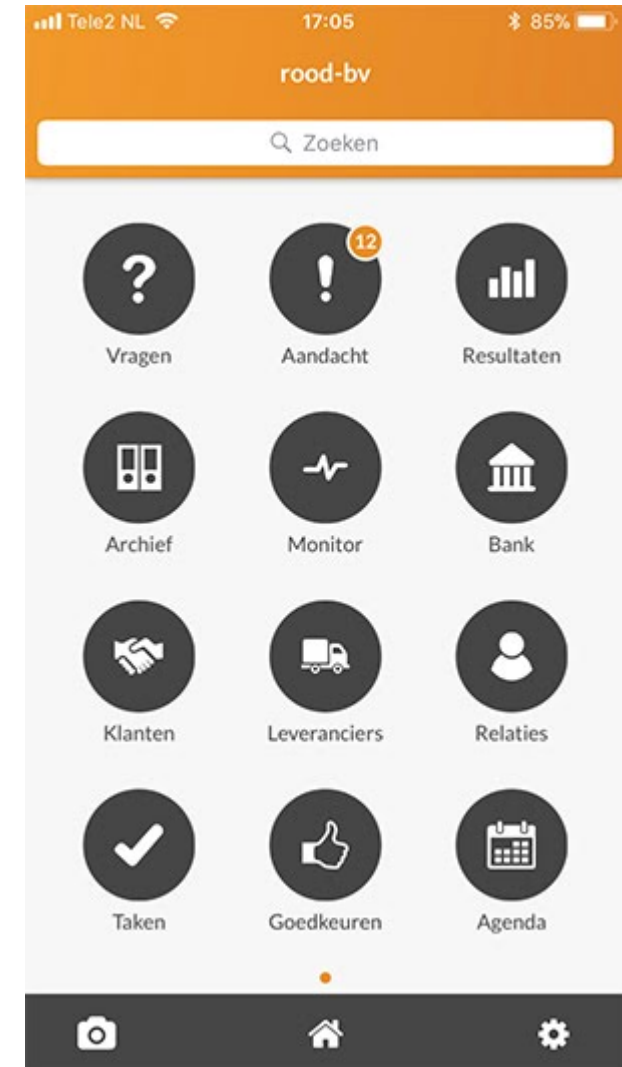 Tele2 NL 17:05 85%
rood-bv
Zoeken
12
Vragen Aandacht Resultaten
Archief Monitor Bank
Klanten Leveranciers Relaties
Taken Goedkeuren Agenda